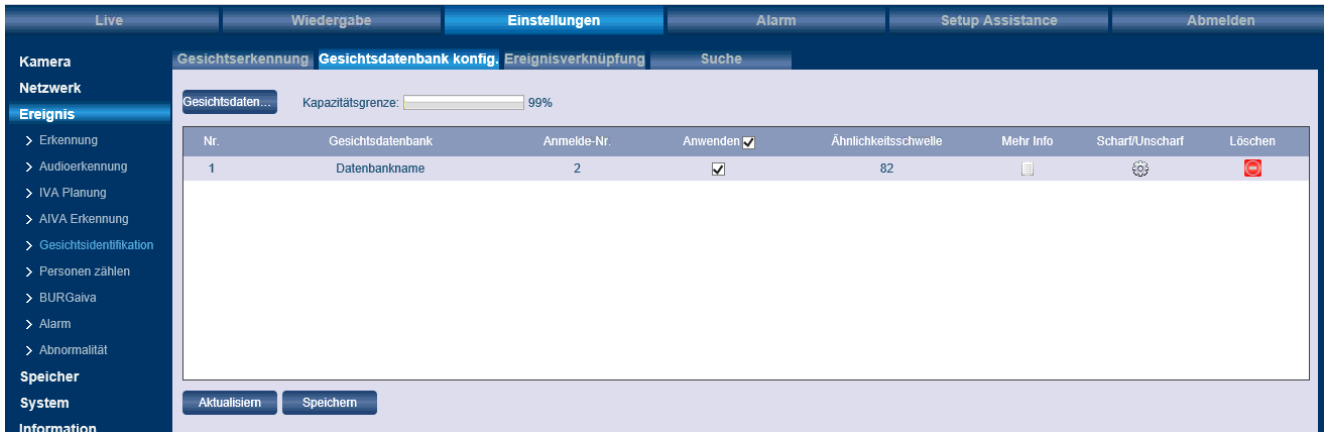 Live Wiedergabe Einstellungen Alarm Setup Assistance Abmelden
Kamera
Netzwerk
Ereignis
Erkennung
Audioerkennung
IVA Planung
AIVA Erkennung
Gesichtsidentifikation
Personen zählen
BURGaiva
Alarm
Abnormalität
Speicher
System
Information
Gesichtserkennung Gesichtsdatenbank konfig. Ereignisverknüpfung Suche
Gesichtsdaten... Kapazitätsgrenze: 99%
Nr. Gesichtsdatenbank Anmelde-Nr. Anwenden Ähnlichkeitsschwelle Mehr Info Scharf/Unscharf Löschen
1 Datenbankname 2 82
Aktualisiern Speichern